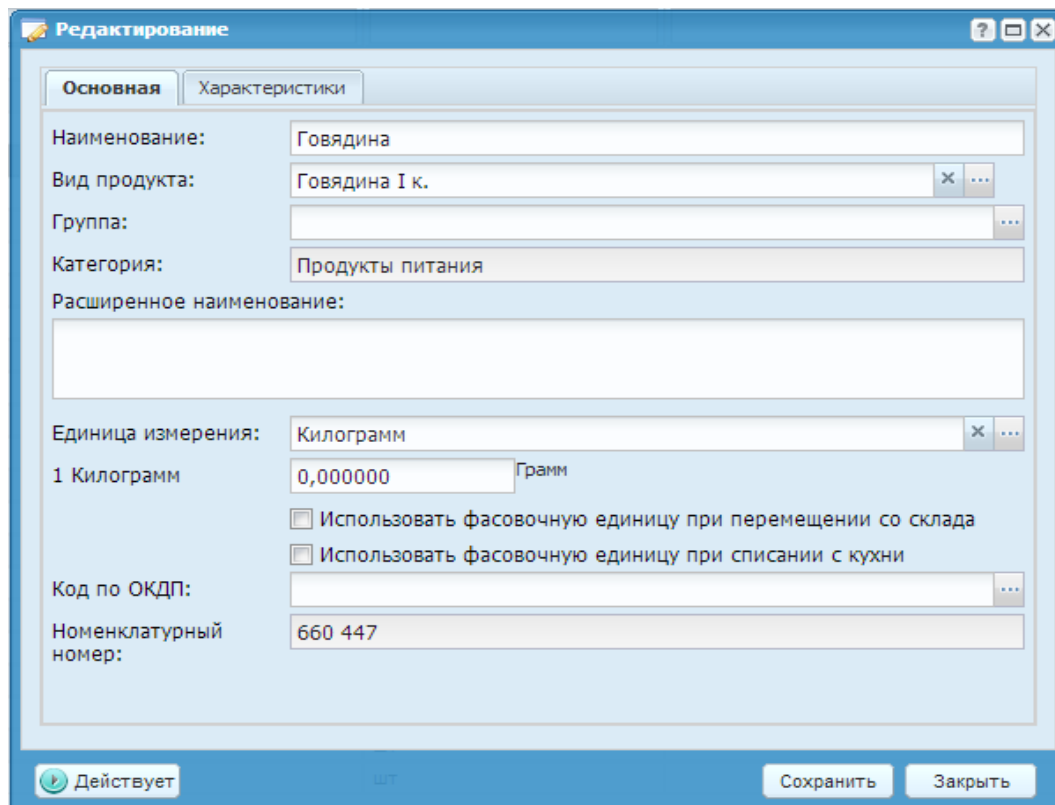 Редактирование
Основная Характеристики
Наименование: Говядина
Вид продукта: Говядина I к.
Группа:
Категория: Продукты питания
Расширенное наименование:
Единица измерения: Килограмм
1 Килограмм 0,000000 Грамм
Использовать фасовочную единицу при перемещении со склада
Использовать фасовочную единицу при списании с кухни
Код по ОКДП:
Номенклатурный 660 447
номер:
Действует шт Сохранить Закрыть